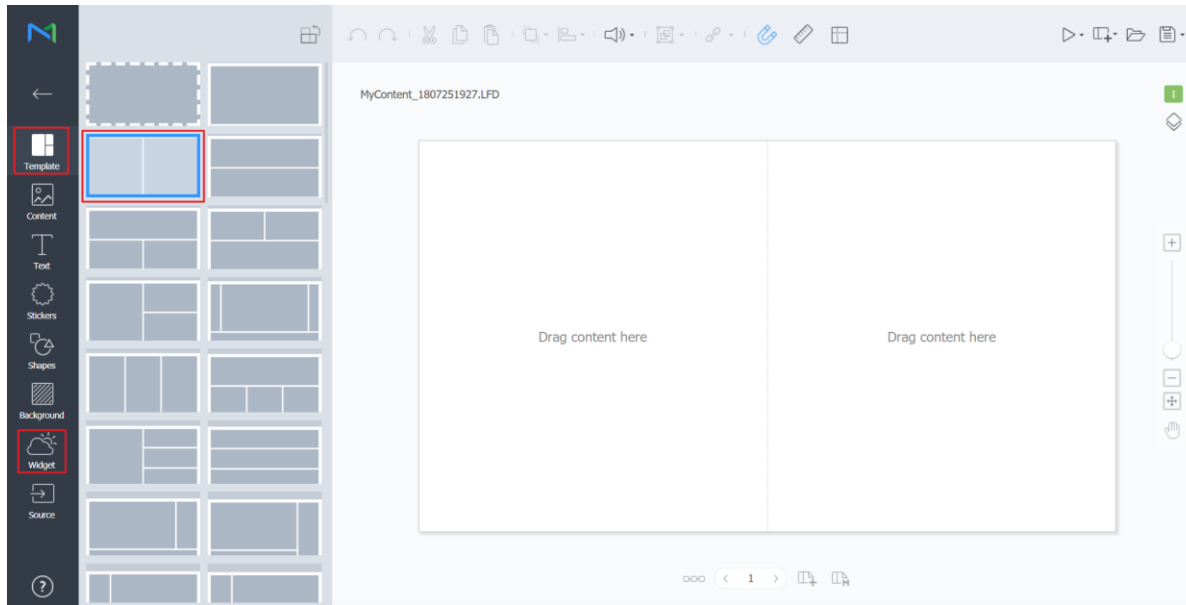 MyContent_1807251927.LFD
Template
Content
Text
Stickers
Shapes
Background
Widget
Source
?
I
Drag content here
Drag content here
1